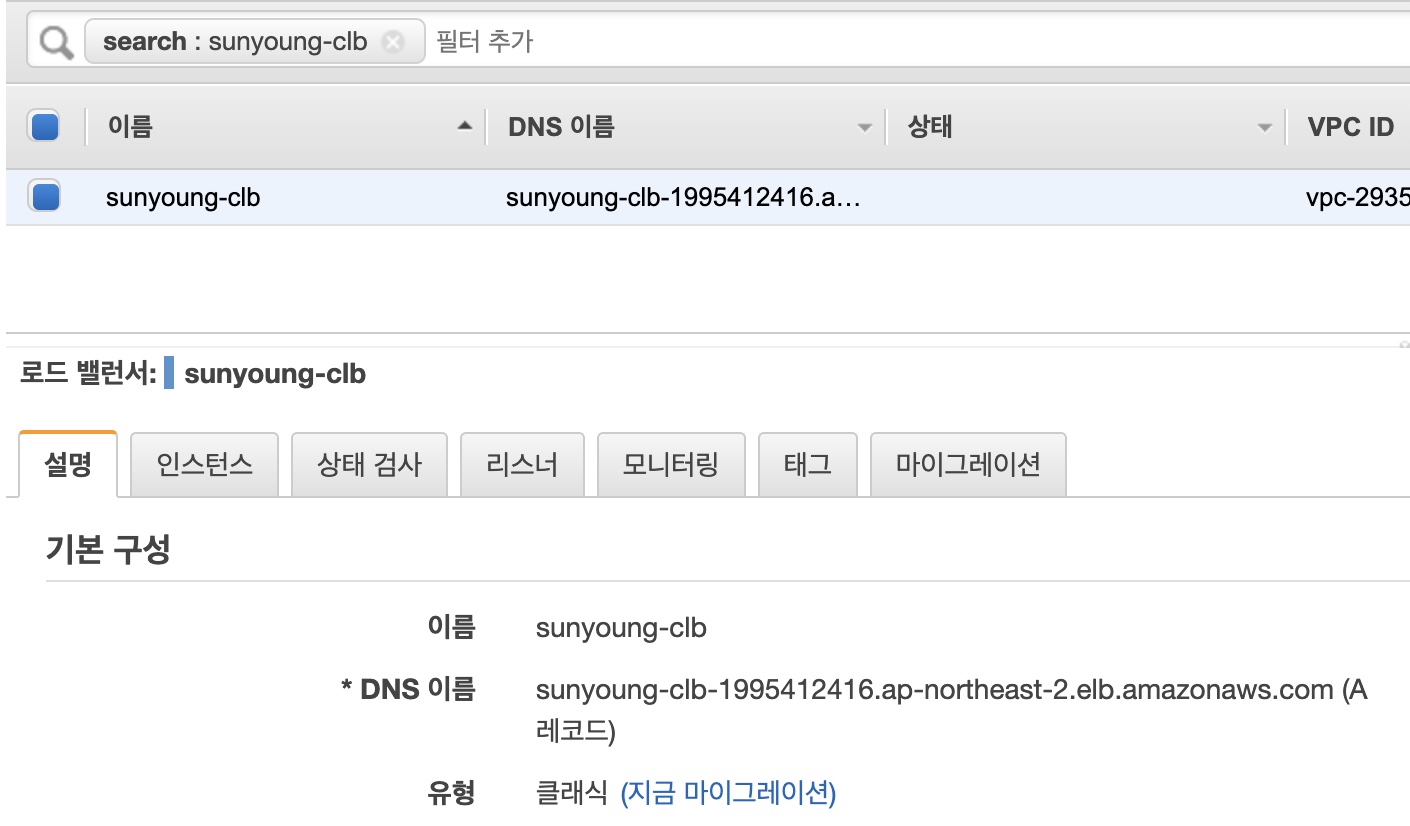 search : sunyoung-clb 필터 추가
이름 DNS 이름 상태 VPC ID
sunyoung-clb sunyoung-clb-1995412416.a… vpc-2935
로드 밸런서: sunyoung-clb
설명 인스턴스 상태 검사 리스너 모니터링 태그 마이그레이션
기본 구성
이름 sunyoung-clb
* DNS 이름 sunyoung-clb-1995412416.ap-northeast-2.elb.amazonaws.com (A
레코드)
유형 클래식 (지금 마이그레이션)